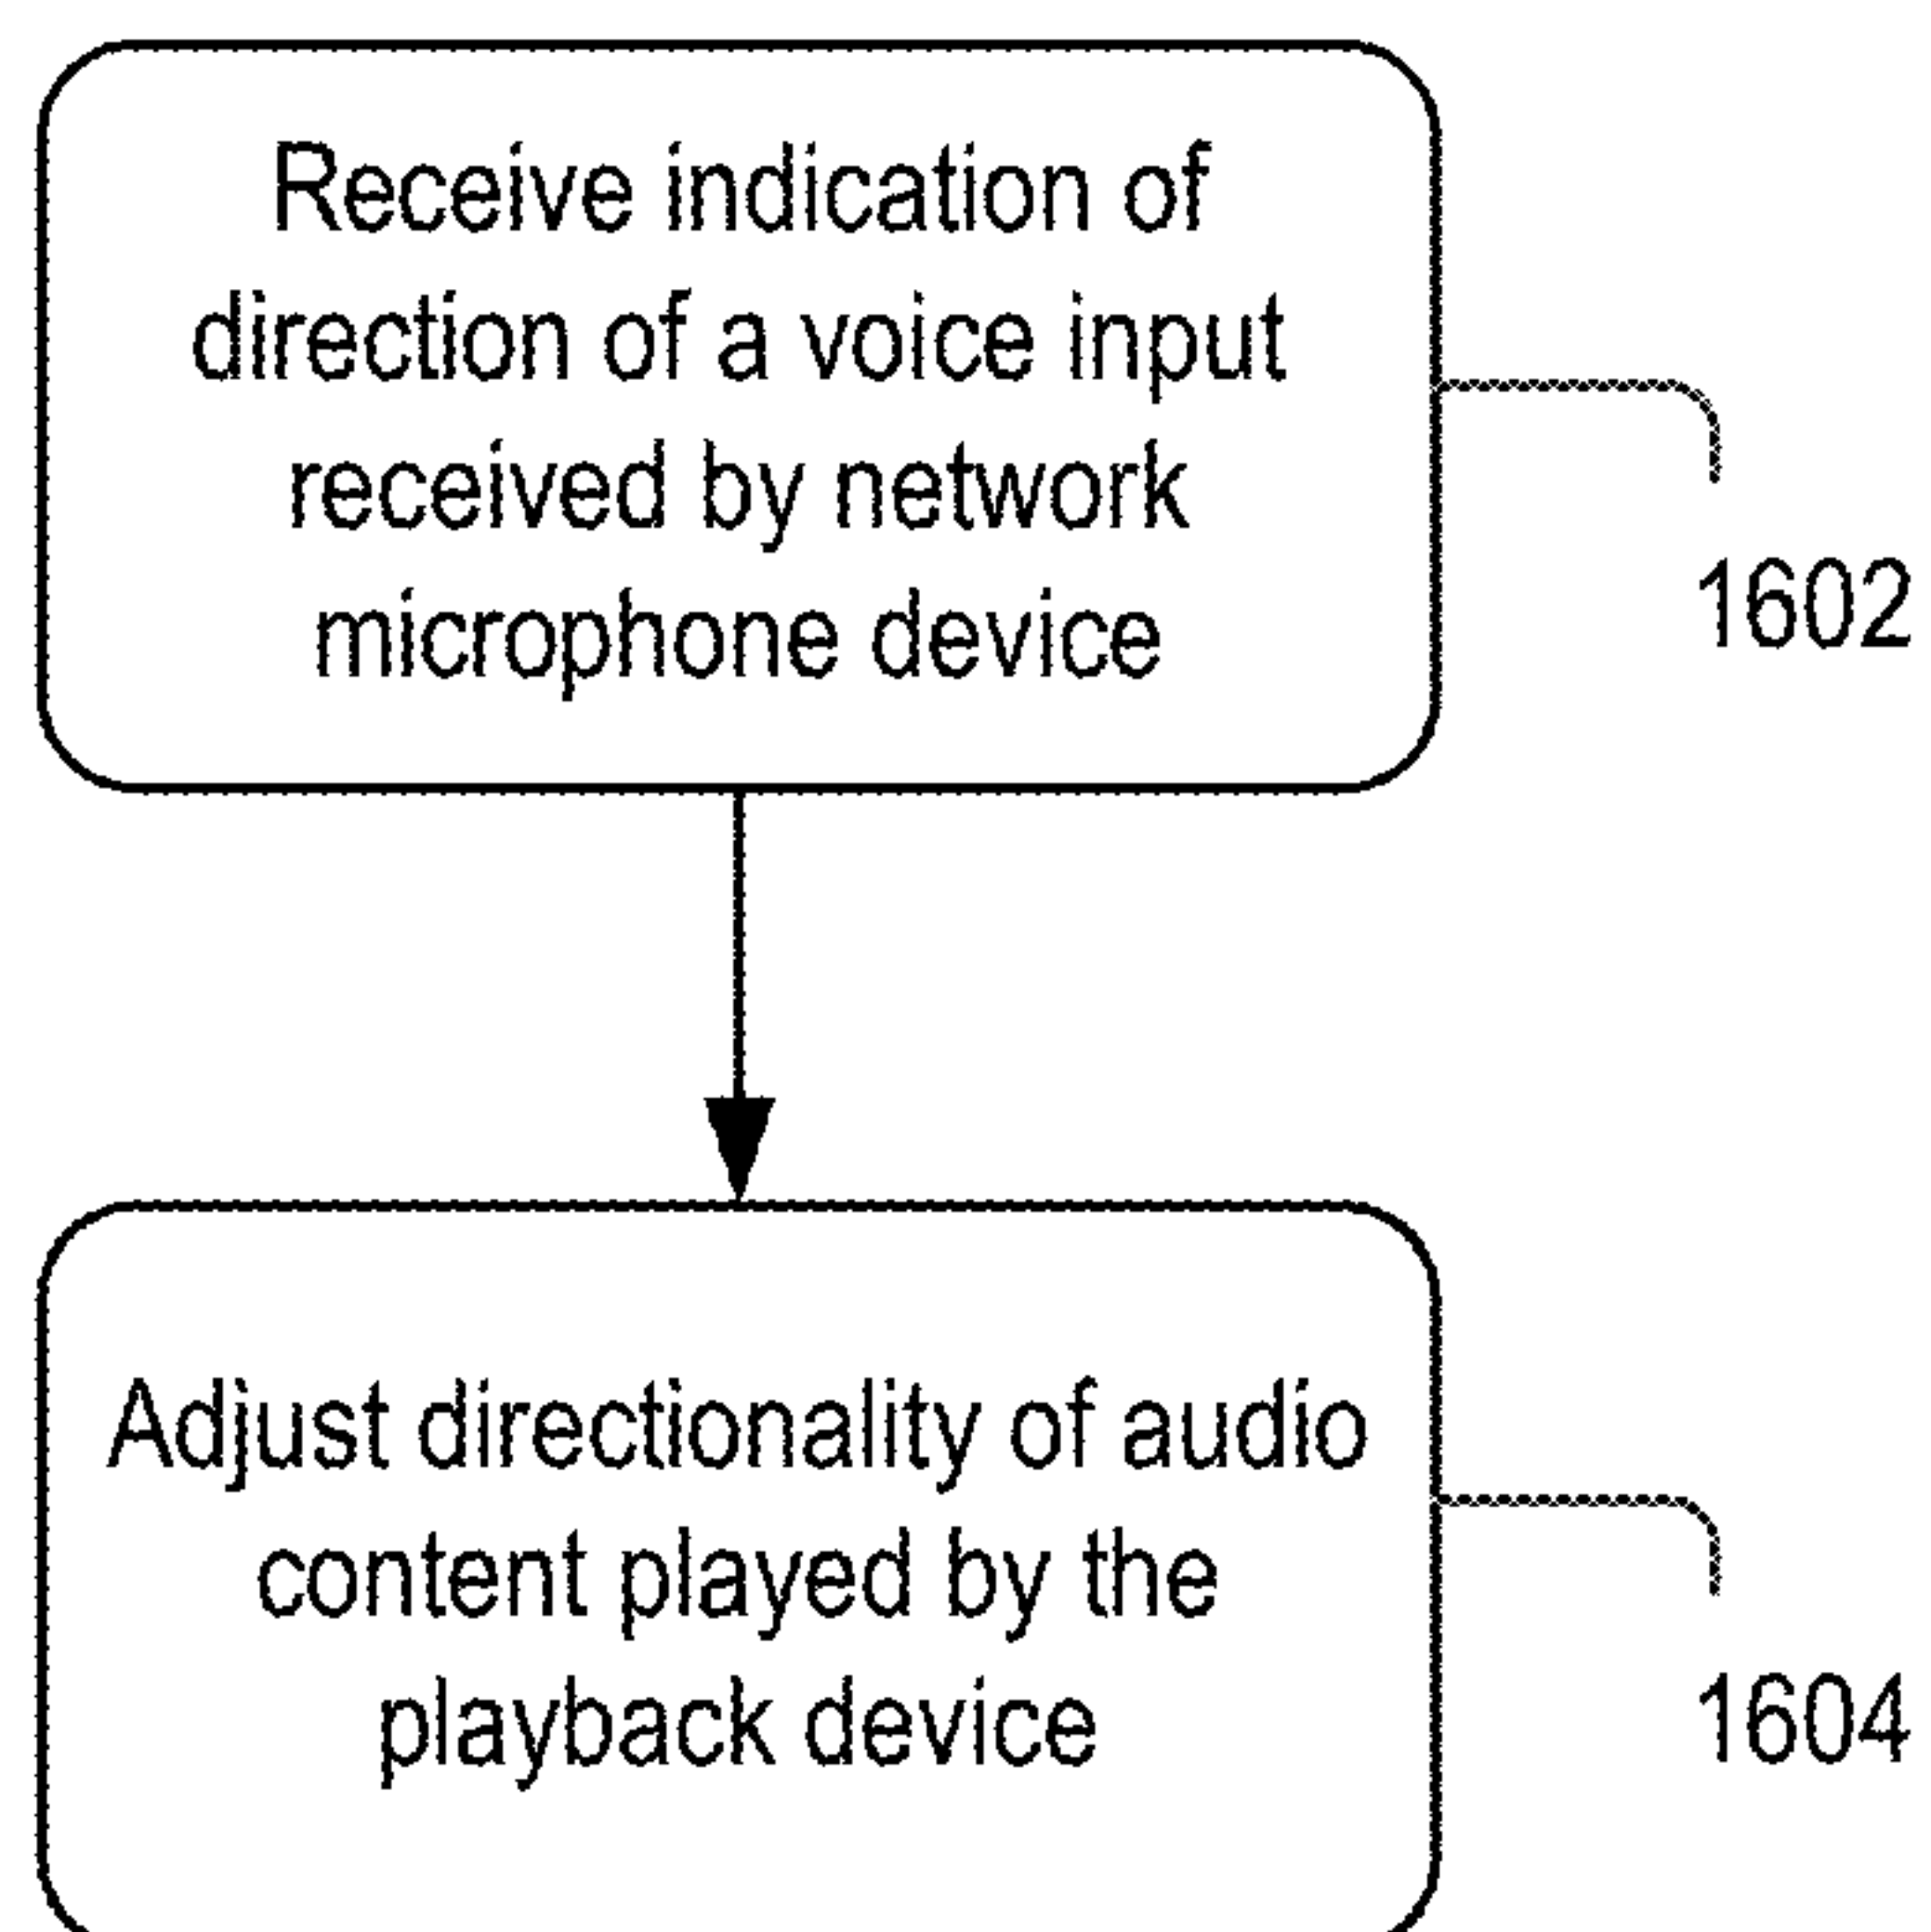 Receive indication of
direction of a voice input
received by network
microphone device
1602
Adjust directionality of audio
content played by the
playback device
1604